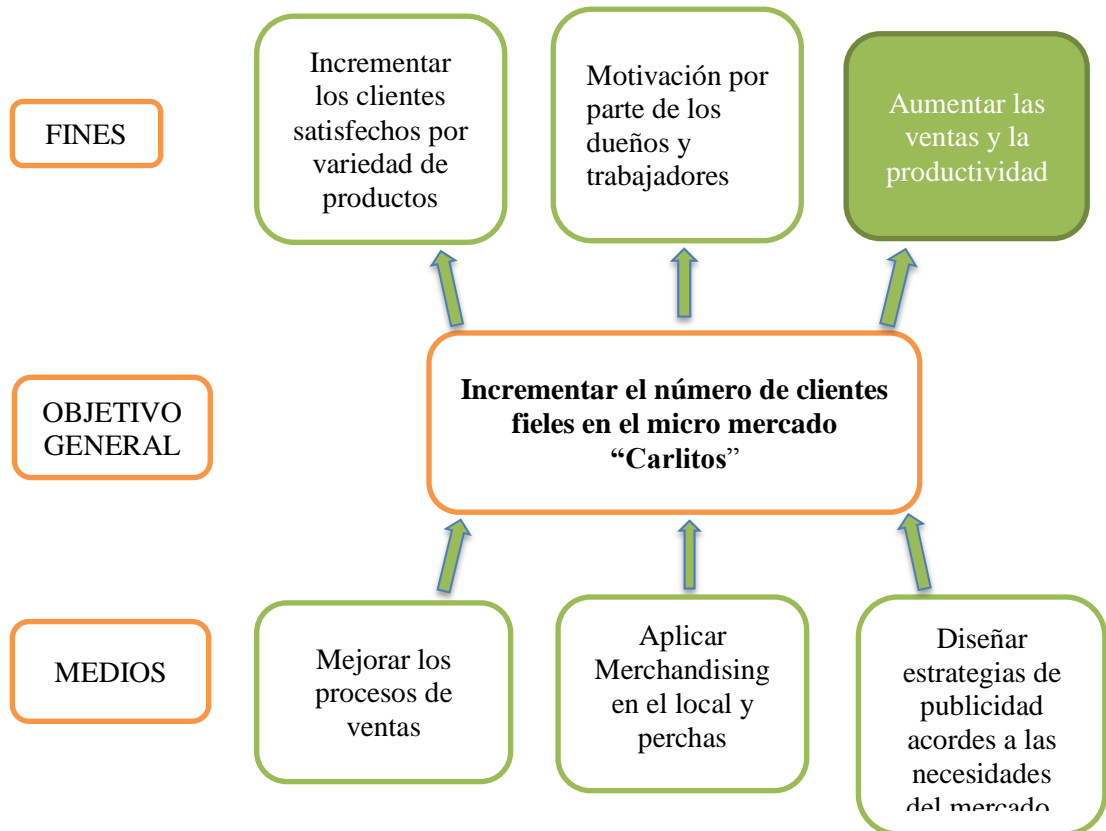 FINES
Incrementar
los clientes
satisfechos por
variedad de
productos
Motivación por
parte de los
dueños y
trabajadores
Aumentar las
ventas y la
productividad
OBJETIVO
GENERAL
Incrementar el número de clientes
fieles en el micro mercado
“Carlitos”
MEDIOS
Mejorar los
procesos de
ventas
Aplicar
Merchandising
en el local y
perchas
Diseñar
estrategias de
publicidad
acordes a las
necesidades
del mercado.